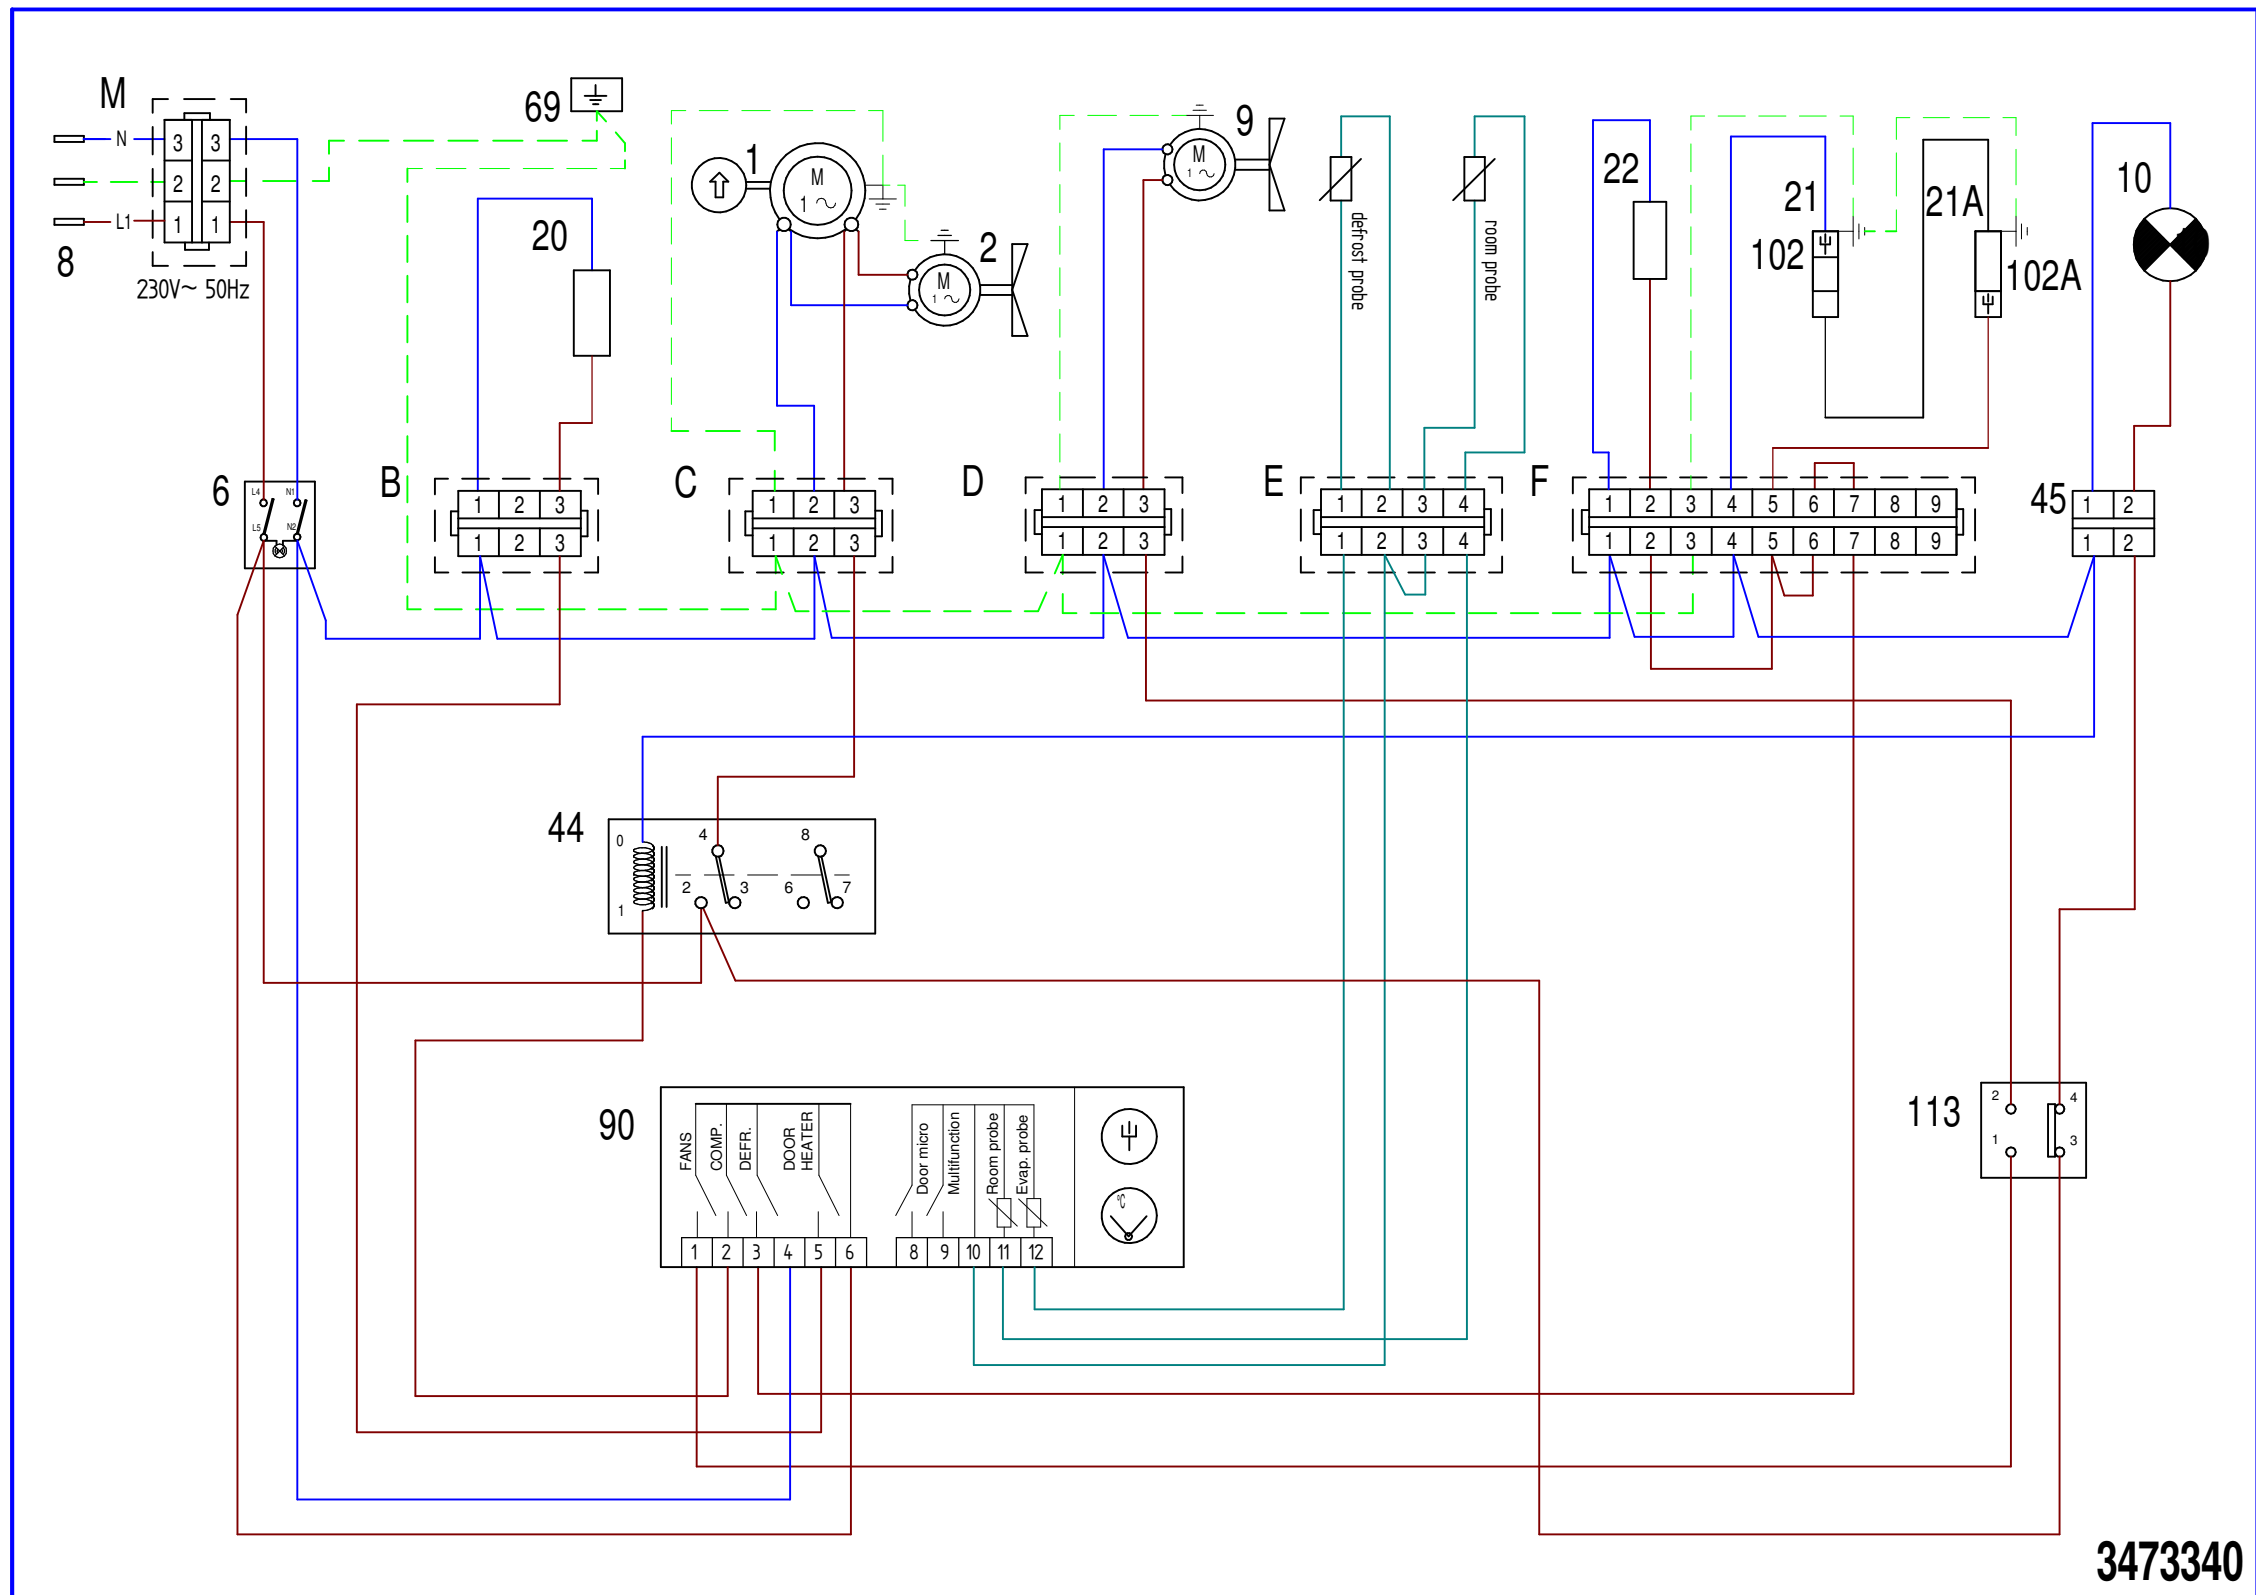 M
N
3 3
2 2
L1
1 1
8
230V~ 50Hz
69
1
M
1 ~
2
M
1 ~
9
M
1 ~
20
defrost probe
room probe
22
21
102
21A
102A
10
6
L4
N1
L5
N2
B
1 2 3
1 2 3
C
1 2 3
1 2 3
D
1 2 3
1 2 3
E
1 2 3 4
1 2 3 4
F
1 2 3 4 5 6 7 8 9
1 2 3 4 5 6 7 8 9
45
1 2
1 2
44
0
1
4
2
3
8
6
7
90
FANS
COMP.
DEFR.
DOOR
HEATER
Door micro
Multifunction
Room probe
Evap. probe
°C
1 2 3 4 5 6
8 9 10 11 12
113
2
4
1
3
3473340